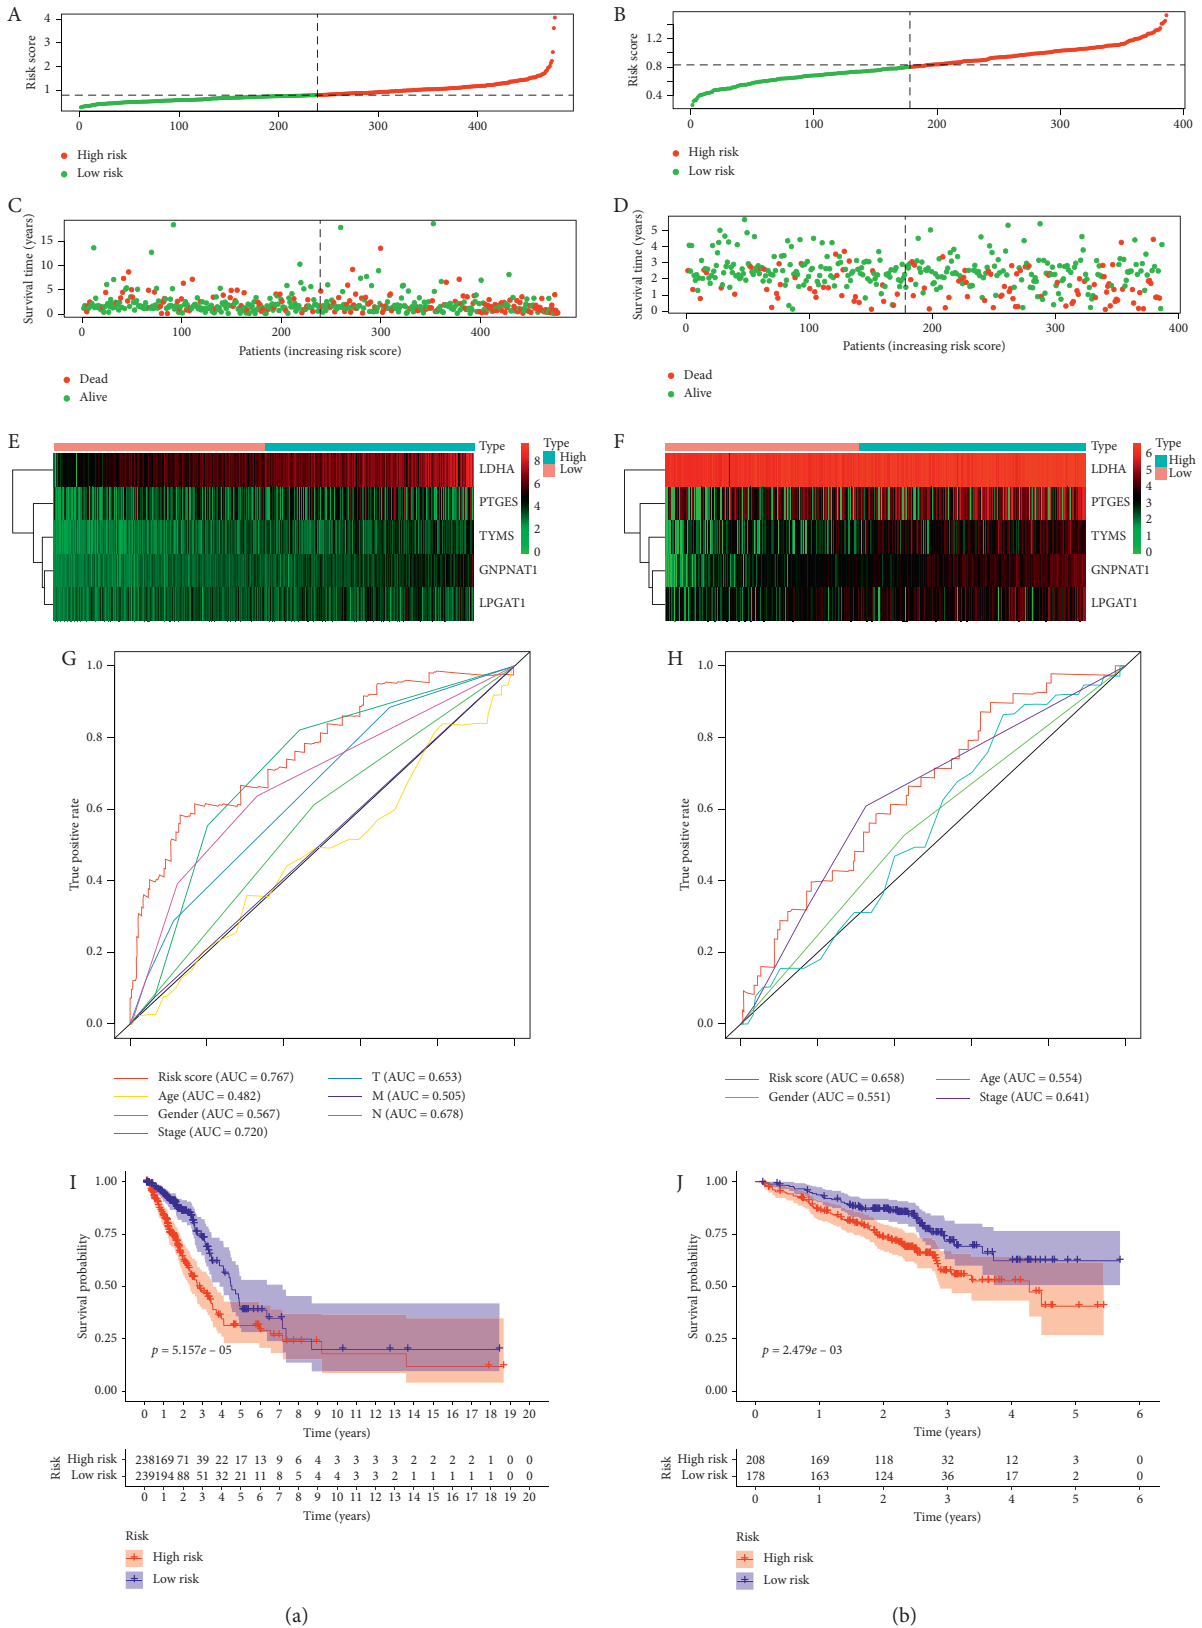 A
Risk score
4
3
2
1
0
100
200
300
400
High risk
Low risk
B
Risk score
1.2
0.8
0.4
0
100
200
300
400
High risk
Low risk
C
Survival time (years)
15
10
5
0
0
100
200
300
400
Patients (increasing risk score)
Dead
Alive
D
Survival time (years)
5
4
3
2
1
0
0
100
200
300
400
Patients (increasing risk score)
Dead
Alive
E
Type
LDHA
PTGES
TYMS
GNPNAT1
LPGAT1
8
6
4
2
0
Type
High
Low
F
Type
LDHA
PTGES
TYMS
GNPNAT1
LPGAT1
6
5
4
3
2
1
0
Type
High
Low
G
True positive rate
1.0
0.8
0.6
0.4
0.2
0.0
Risk score (AUC = 0.767)
Age (AUC = 0.482)
Gender (AUC = 0.567)
Stage (AUC = 0.720)
T (AUC = 0.653)
M (AUC = 0.505)
N (AUC = 0.678)
H
True positive rate
1.0
0.8
0.6
0.4
0.2
0.0
Risk score (AUC = 0.658)
Gender (AUC = 0.551)
Age (AUC = 0.554)
Stage (AUC = 0.641)
I
Survival probability
1.00
0.75
0.50
0.25
0.00
p = 5.157e – 05
0 1 2 3 4 5 6 7 8 9 10 11 12 13 14 15 16 17 18 19 20
Time (years)
Risk
High risk 238 169 71 39 22 17 13 9 6 4 3 3 3 3 2 2 2 2 1 0 0
Low risk 239 194 88 51 32 21 11 8 5 4 4 3 3 2 1 1 1 1 1 0 0
0 1 2 3 4 5 6 7 8 9 10 11 12 13 14 15 16 17 18 19 20
Time (years)
Risk
High risk
Low risk
(a)
J
Survival probability
1.00
0.75
0.50
0.25
0.00
p = 2.479e – 03
0 1 2 3 4 5 6
Time (years)
Risk
High risk 208 169 118 32 12 3 0
Low risk 178 163 124 36 17 2 0
0 1 2 3 4 5 6
Time (years)
Risk
High risk
Low risk
(b)